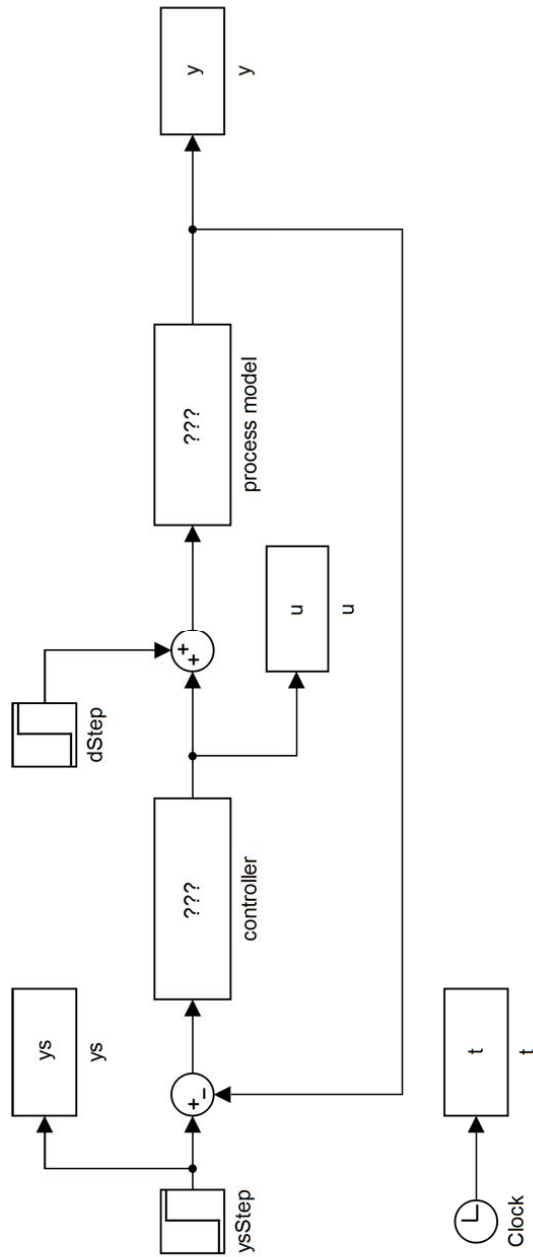 ys
ys
ysStep
+
−
???
controller
dStep
+
+
u
u
???
process model
y
y
Clock
t
t